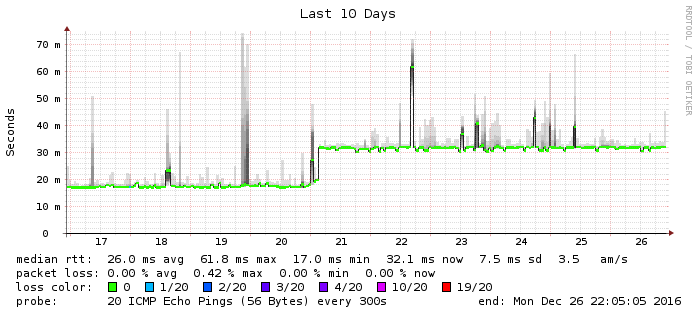 Last 10 Days
RRDTOOL / TOBI OETIKER
Seconds
70 m
60 m
50 m
40 m
30 m
20 m
10 m
0
17 18 19 20 21 22 23 24 25 26
median rtt: 26.0 ms avg 61.8 ms max 17.0 ms min 32.1 ms now 7.5 ms sd 3.5 am/s
packet loss: 0.00 % avg 0.42 % max 0.00 % min 0.00 % now
loss color: 0 1/20 2/20 3/20 4/20 10/20 19/20
probe: 20 ICMP Echo Pings (56 Bytes) every 300s end: Mon Dec 26 22:05:05 2016